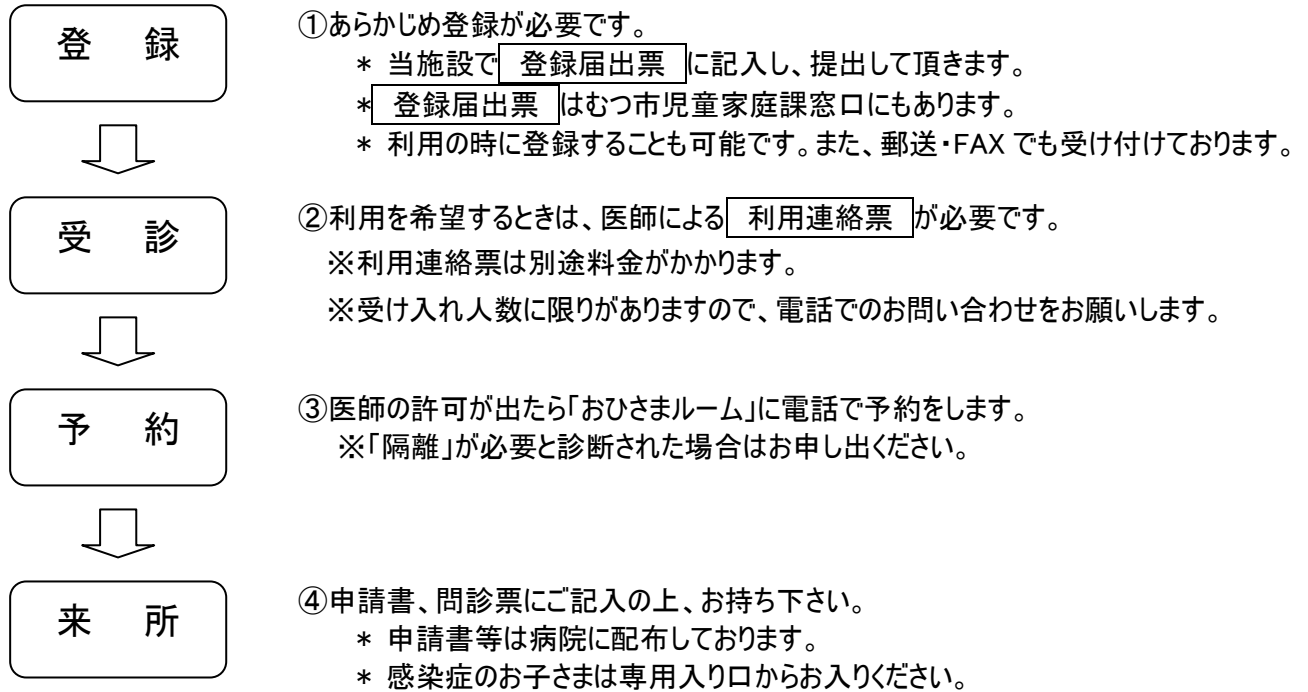 登　録
①あらかじめ登録が必要です。
* 当施設で 登録届出票 に記入し、提出して頂きます。
* 登録届出票 はむつ市児童家庭課窓口にもあります。
* 利用の時に登録することも可能です。また、郵送・FAX でも受け付けております。
受　診
②利用を希望するときは、医師による 利用連絡票 が必要です。
※利用連絡票は別途料金がかかります。
※受け入れ人数に限りがありますので、電話でのお問い合わせをお願いします。
予　約
③医師の許可が出たら「おひさまルーム」に電話で予約をします。
※「隔離」が必要と診断された場合はお申し出ください。
来　所
④申請書、問診票にご記入の上、お持ち下さい。
* 申請書等は病院に配布しております。
* 感染症のお子さまは専用入り口からお入りください。